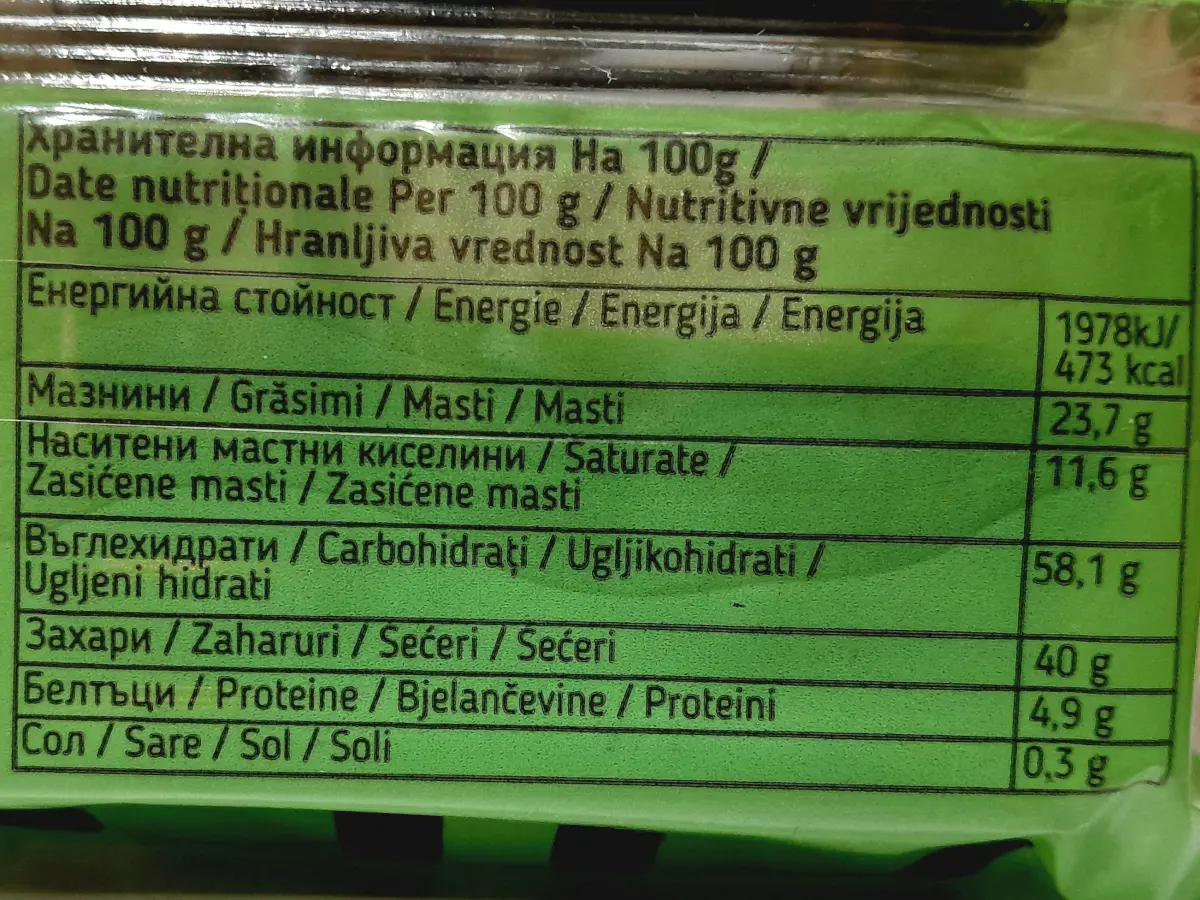 Хранителна информация На 100g /
Date nutriționale Per 100 g / Nutritivne vrijednosti
Na 100 g / Hranljiva vrednost Na 100 g
Енергийна стойност / Energie / Energija / Energija 1978kJ/
473 kcal
Мазнини / Grăsimi / Masti / Masti 23,7 g
Наситени мастни киселини / Saturate / 11,6 g
Zasićene masti / Zasićene masti
Въглехидрати / Carbohidrați / Ugljikohidrati / 58,1 g
Ugljeni hidrati
Захари / Zaharuri / Sećeri / Sećeri 40 g
Белтъци / Proteine / Bjelančevine / Proteini 4,9 g
Сол / Sare / Sol / Soli 0,3 g